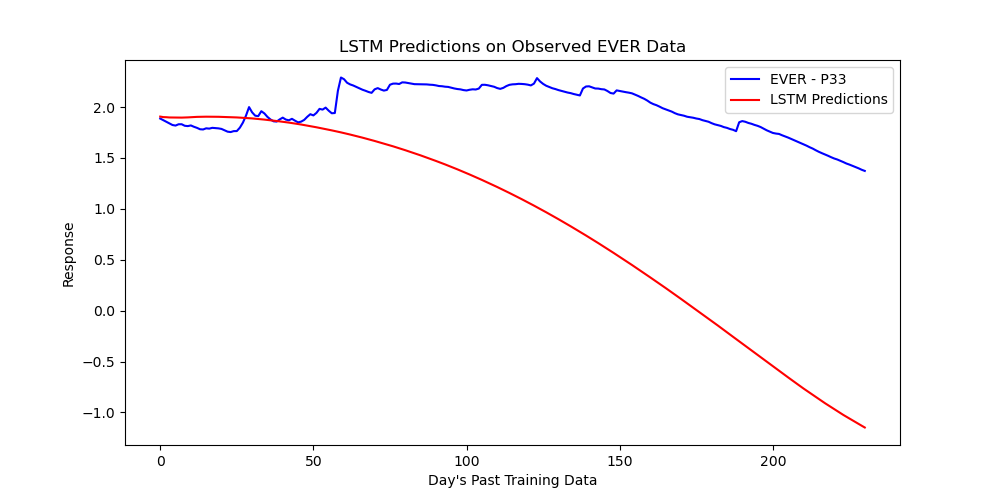 LSTM Predictions on Observed EVER Data
EVER - P33
LSTM Predictions
Response
2.0
1.5
1.0
0.5
0.0
−0.5
−1.0
0
50
100
150
200
Day's Past Training Data